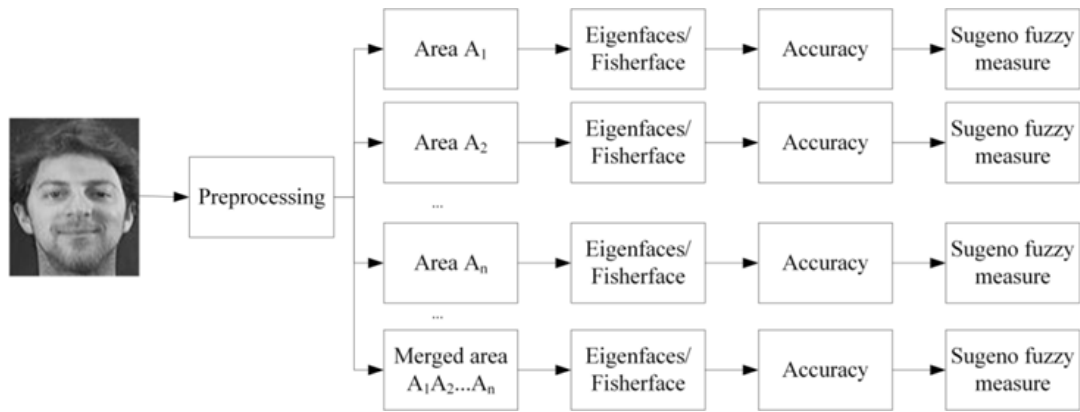 Area A₁
Eigenfaces/
Fisherface
Accuracy
Sugeno fuzzy
measure
Area A₂
Eigenfaces/
Fisherface
Accuracy
Sugeno fuzzy
measure
Preprocessing
...
Area Aₙ
Eigenfaces/
Fisherface
Accuracy
Sugeno fuzzy
measure
...
Merged area
A₁A₂...Aₙ
Eigenfaces/
Fisherface
Accuracy
Sugeno fuzzy
measure